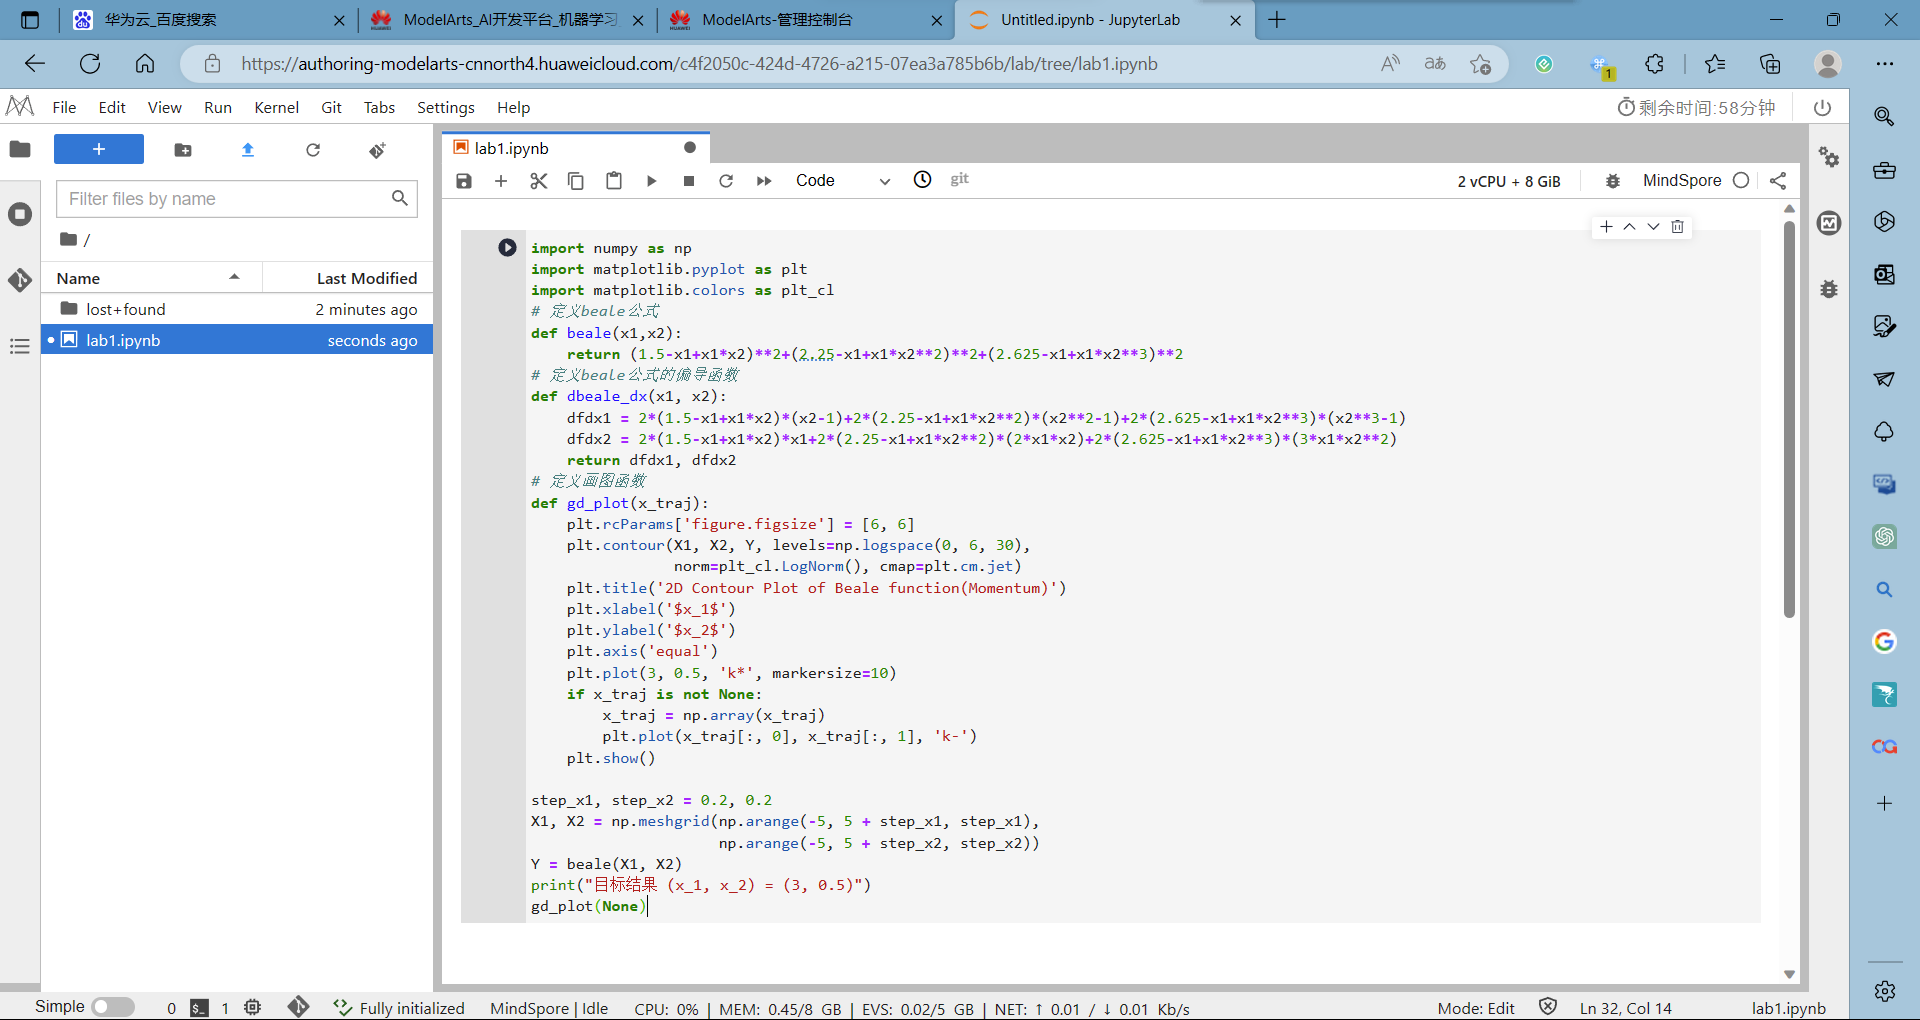 华为云_百度搜索
ModelArts_AI开发平台_机器学习
ModelArts-管理控制台
Untitled.ipynb - JupyterLab
https://authoring-modelarts-cnnorth4.huaweicloud.com/c4f2050c-424d-4726-a215-07ea3a785b6b/lab/tree/lab1.ipynb
File Edit View Run Kernel Git Tabs Settings Help
剩余时间:58分钟
lab1.ipynb
Code
git
2 vCPU + 8 GiB
MindSpore
Filter files by name
/
Name
Last Modified
lost+found
2 minutes ago
lab1.ipynb
seconds ago
import numpy as np
import matplotlib.pyplot as plt
import matplotlib.colors as plt_cl
# 定义beale公式
def beale(x1,x2):
    return (1.5-x1+x1*x2)**2+(2.25-x1+x1*x2**2)**2+(2.625-x1+x1*x2**3)**2
# 定义beale公式的偏导函数
def dbeale_dx(x1, x2):
    dfdx1 = 2*(1.5-x1+x1*x2)*(x2-1)+2*(2.25-x1+x1*x2**2)*(x2**2-1)+2*(2.625-x1+x1*x2**3)*(x2**3-1)
    dfdx2 = 2*(1.5-x1+x1*x2)*x1+2*(2.25-x1+x1*x2**2)*(2*x1*x2)+2*(2.625-x1+x1*x2**3)*(3*x1*x2**2)
    return dfdx1, dfdx2
# 定义画图函数
def gd_plot(x_traj):
    plt.rcParams['figure.figsize'] = [6, 6]
    plt.contour(X1, X2, Y, levels=np.logspace(0, 6, 30),
                norm=plt_cl.LogNorm(), cmap=plt.cm.jet)
    plt.title('2D Contour Plot of Beale function(Momentum)')
    plt.xlabel('$x_1$')
    plt.ylabel('$x_2$')
    plt.axis('equal')
    plt.plot(3, 0.5, 'k*', markersize=10)
    if x_traj is not None:
        x_traj = np.array(x_traj)
        plt.plot(x_traj[:, 0], x_traj[:, 1], 'k-')
    plt.show()
step_x1, step_x2 = 0.2, 0.2
X1, X2 = np.meshgrid(np.arange(-5, 5 + step_x1, step_x1),
                     np.arange(-5, 5 + step_x2, step_x2))
Y = beale(X1, X2)
print("目标结果 (x_1, x_2) = (3, 0.5)")
gd_plot(None)
Simple
0
1
Fully initialized
MindSpore | Idle
CPU: 0% | MEM: 0.45/8 GB | EVS: 0.02/5 GB | NET: ↑ 0.01 / ↓ 0.01 Kb/s
Mode: Edit
Ln 32, Col 14
lab1.ipynb